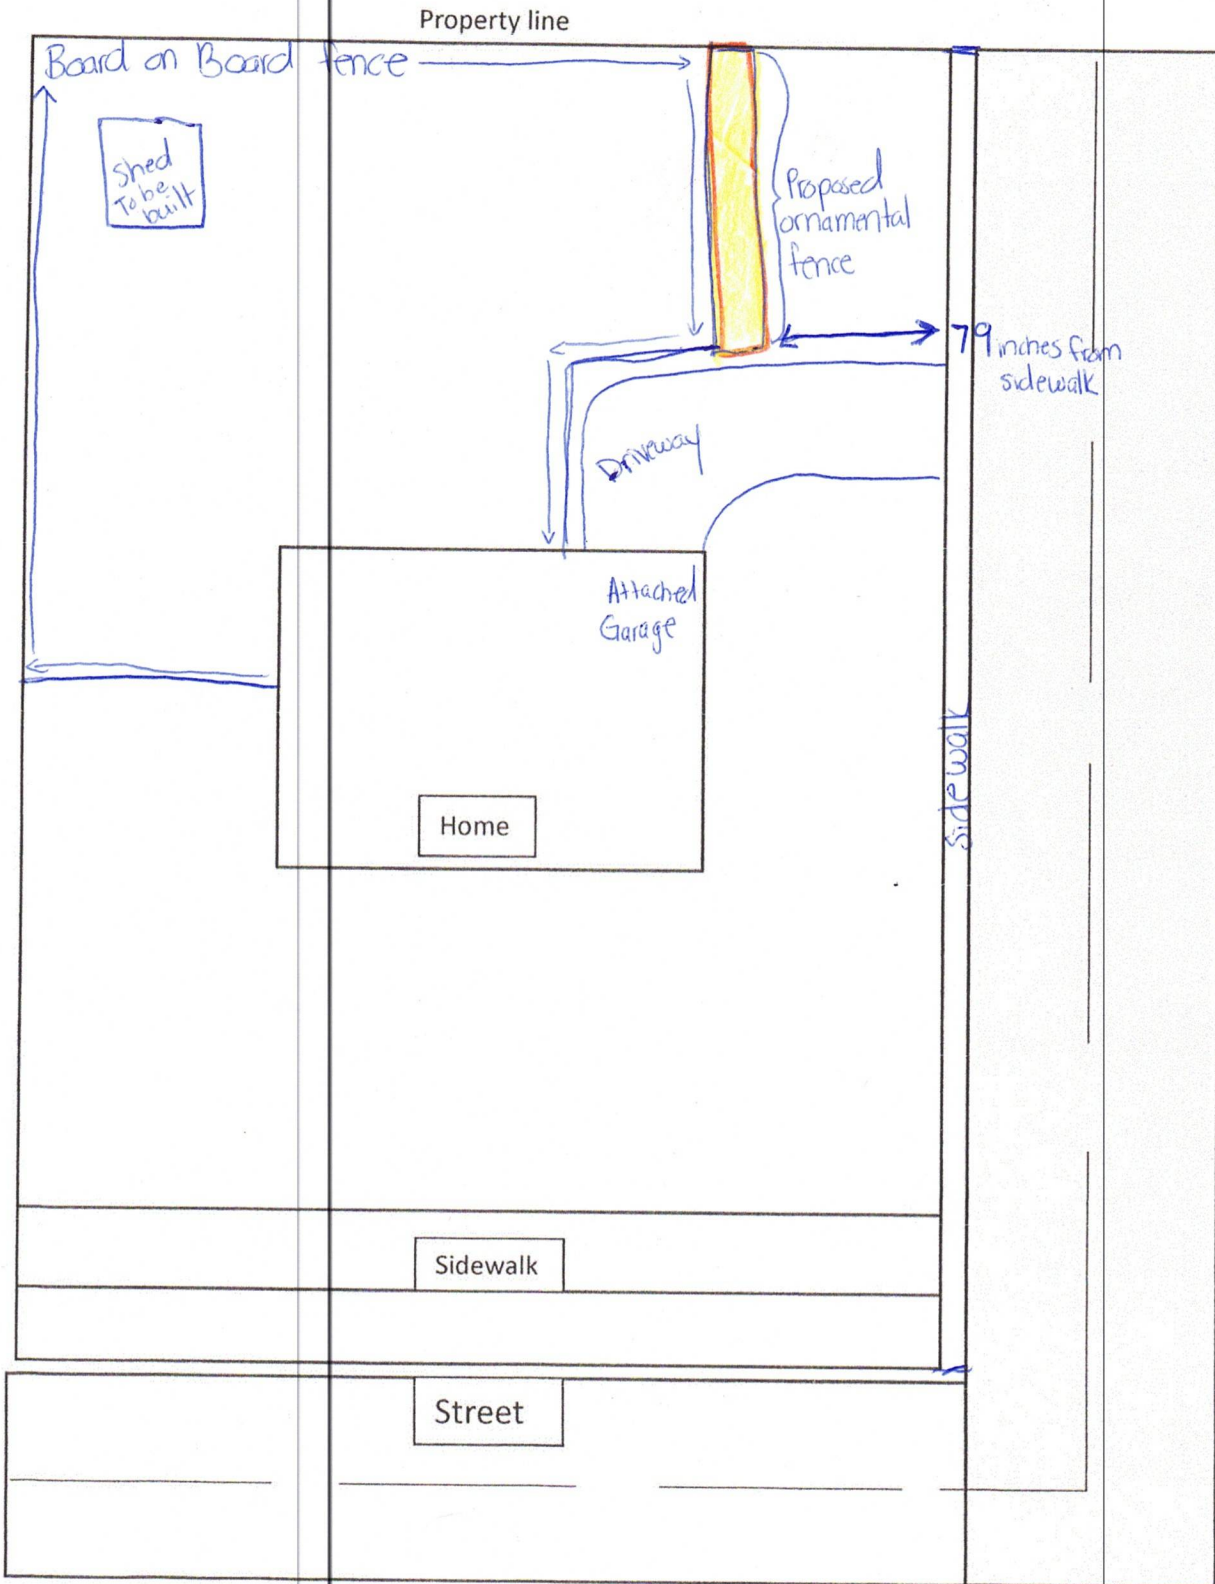 Property line
Board on Board fence
Shed
To be
built
Proposed
ornamental
fence
79 inches from
sidewalk
Driveway
Attached
Garage
Home
Sidewalk
Sidewalk
Street